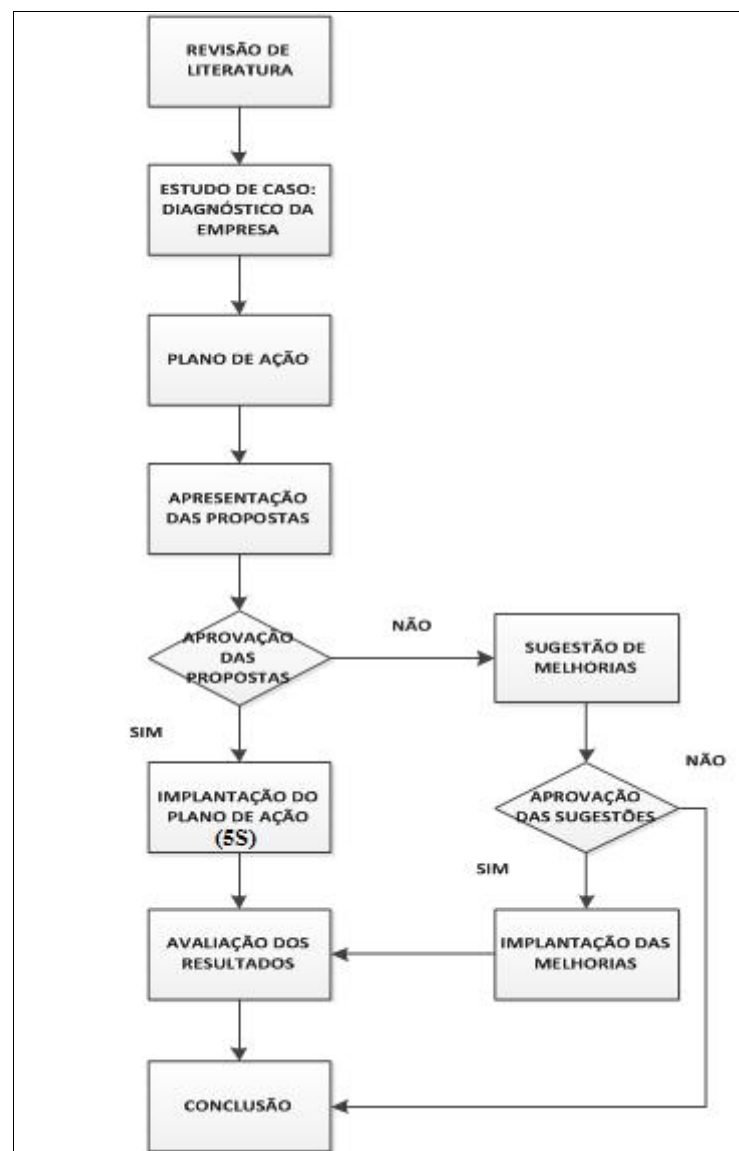 REVISÃO DE
LITERATURA
ESTUDO DE CASO:
DIAGNÓSTICO DA
EMPRESA
PLANO DE AÇÃO
APRESENTAÇÃO
DAS PROPOSTAS
APROVAÇÃO
DAS
PROPOSTAS
NÃO
SUGESTÃO DE
MELHORIAS
SIM
NÃO
IMPLANTAÇÃO DO
PLANO DE AÇÃO
(5S)
APROVAÇÃO
DAS SUGESTÕES
SIM
AVALIAÇÃO DOS
RESULTADOS
IMPLANTAÇÃO DAS
MELHORIAS
CONCLUSÃO